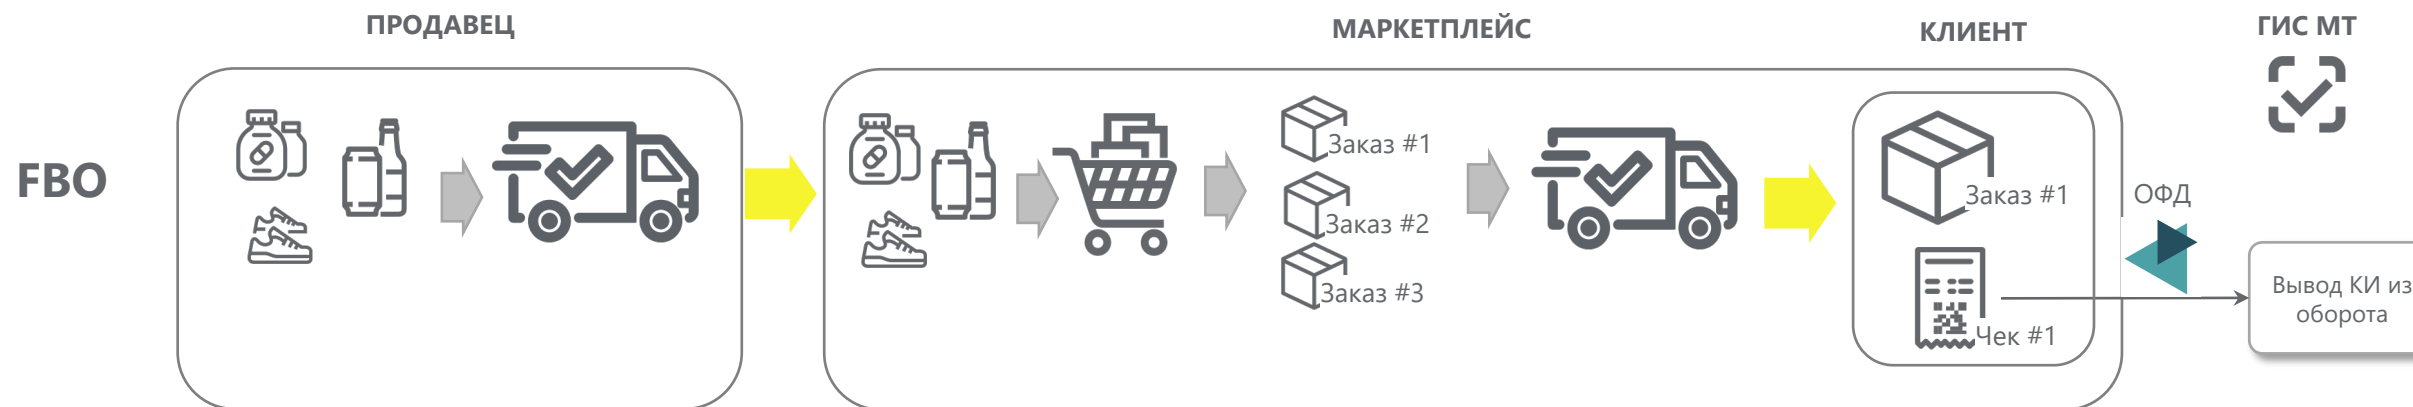 ПРОДАВЕЦ
МАРКЕТПЛЕЙС
КЛИЕНТ
ГИС МТ
FBO
Заказ #1
Заказ #2
Заказ #3
Заказ #1
Чек #1
ОФД
Вывод КИ из
оборота